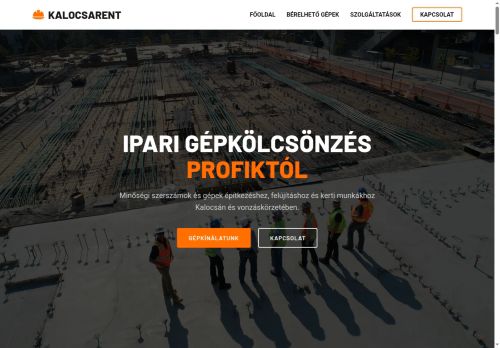 KALOCSARENT
FŐOLDAL BÉRELHETŐ GÉPEK SZOLGÁLTATÁSOK KAPCSOLAT
IPARI GÉPKÖLCSÖNZÉS
PROFIKTÓL
Minőségi szerszámok és gépek építkezéshez, felújításhoz és kerti munkákhoz
Kalocsán és vonzáskörzetében.
GÉPKÍNÁLATUNK KAPCSOLAT